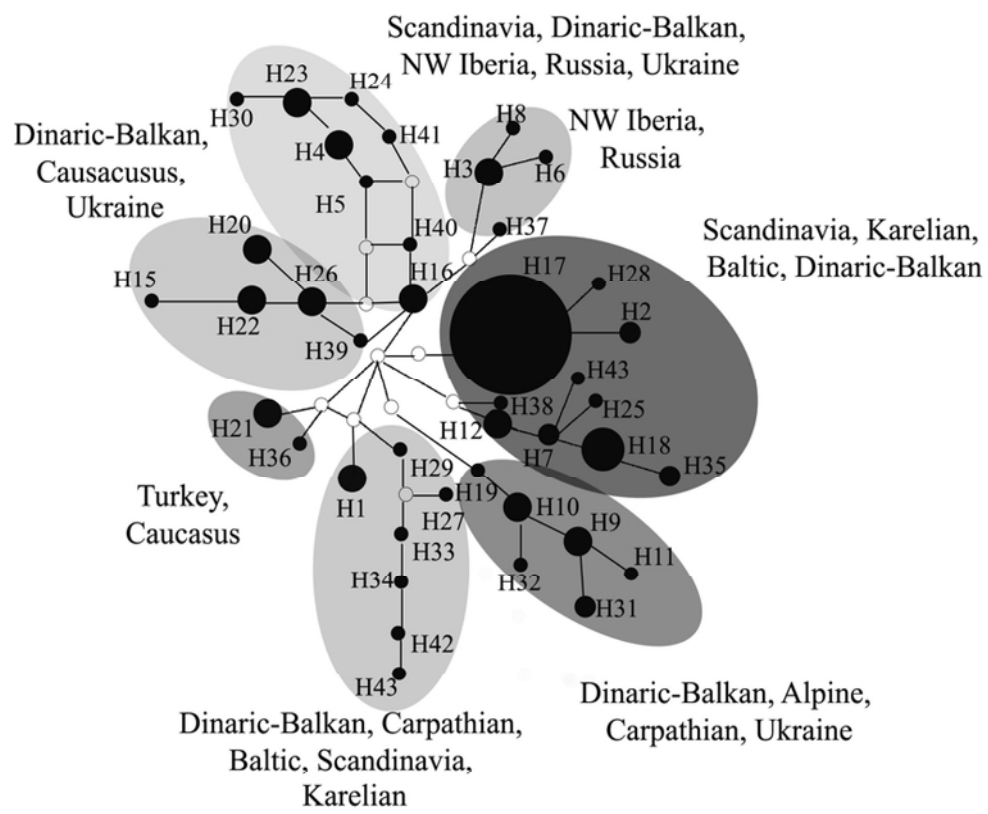 Scandinavia, Dinaric-Balkan,
NW Iberia, Russia, Ukraine
H23
H24
H30
H8
NW Iberia,
Russia
Dinaric-Balkan,
Causacusus,
Ukraine
H4
H41
H3
H6
H5
H20
H40
H37
Scandinavia, Karelian,
Baltic, Dinaric-Balkan
H15
H26
H16
H17
H28
H22
H2
H39
H43
H38
H25
H21
H12
H18
H36
H7
H35
H29
Turkey,
Caucasus
H1
H19
H27
H10
H9
H33
H11
H34
H32
H31
H42
H43
Dinaric-Balkan, Alpine,
Carpathian, Ukraine
Dinaric-Balkan, Carpathian,
Baltic, Scandinavia,
Karelian